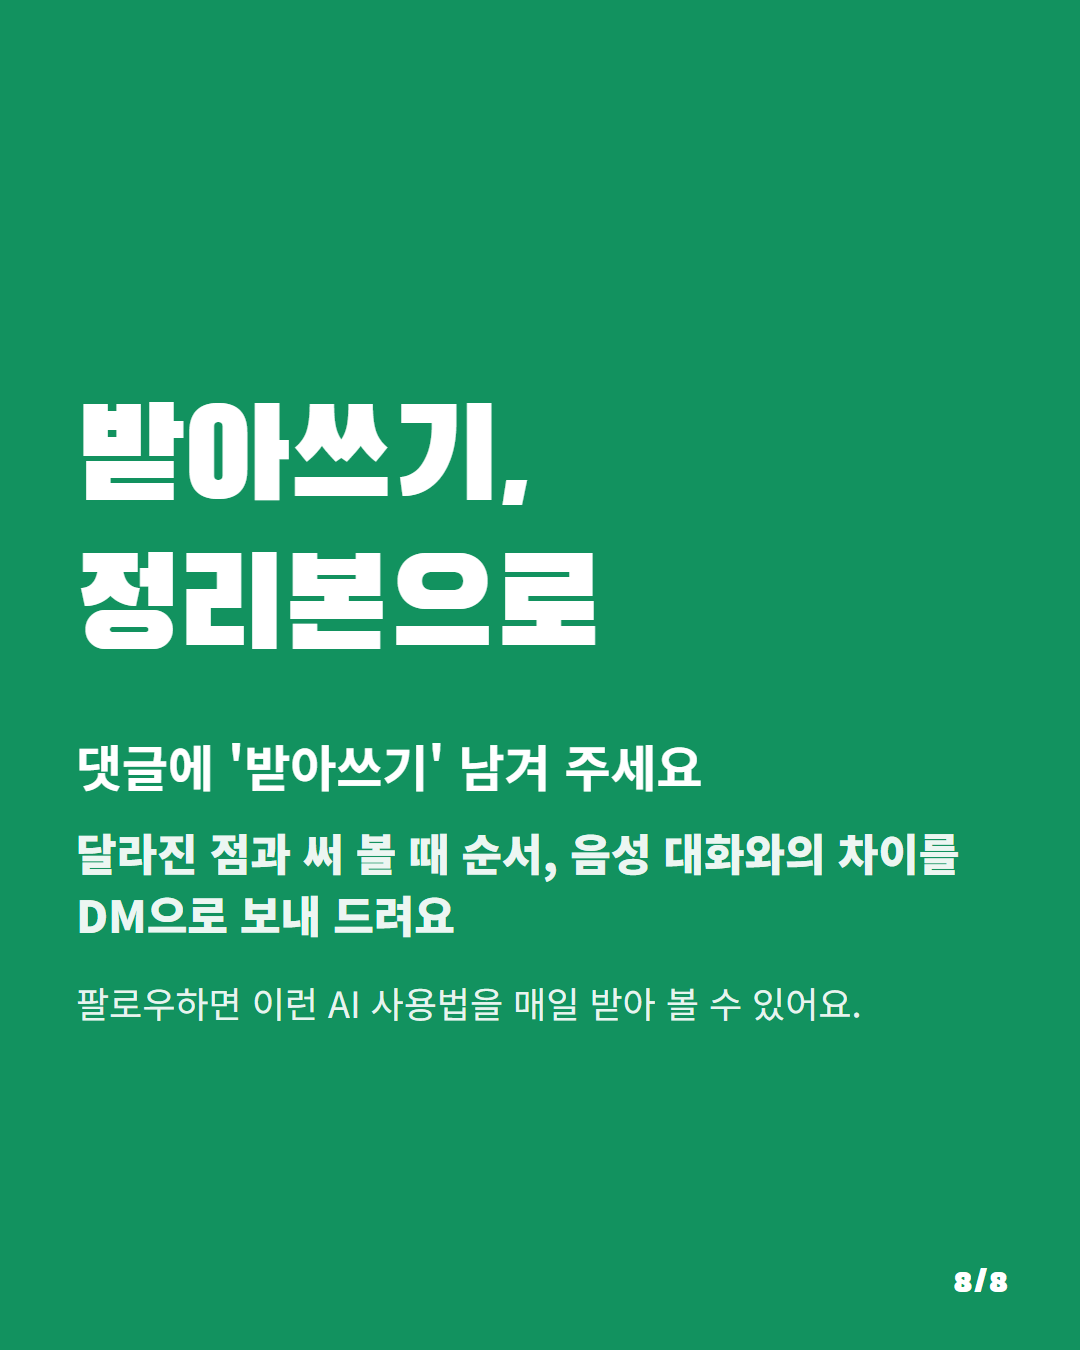 받아쓰기,
정리본으로
댓글에 '받아쓰기' 남겨 주세요
달라진 점과 써 볼 때 순서, 음성 대화와의 차이를
DM으로 보내 드려요
팔로우하면 이런 AI 사용법을 매일 받아 볼 수 있어요.
8/8